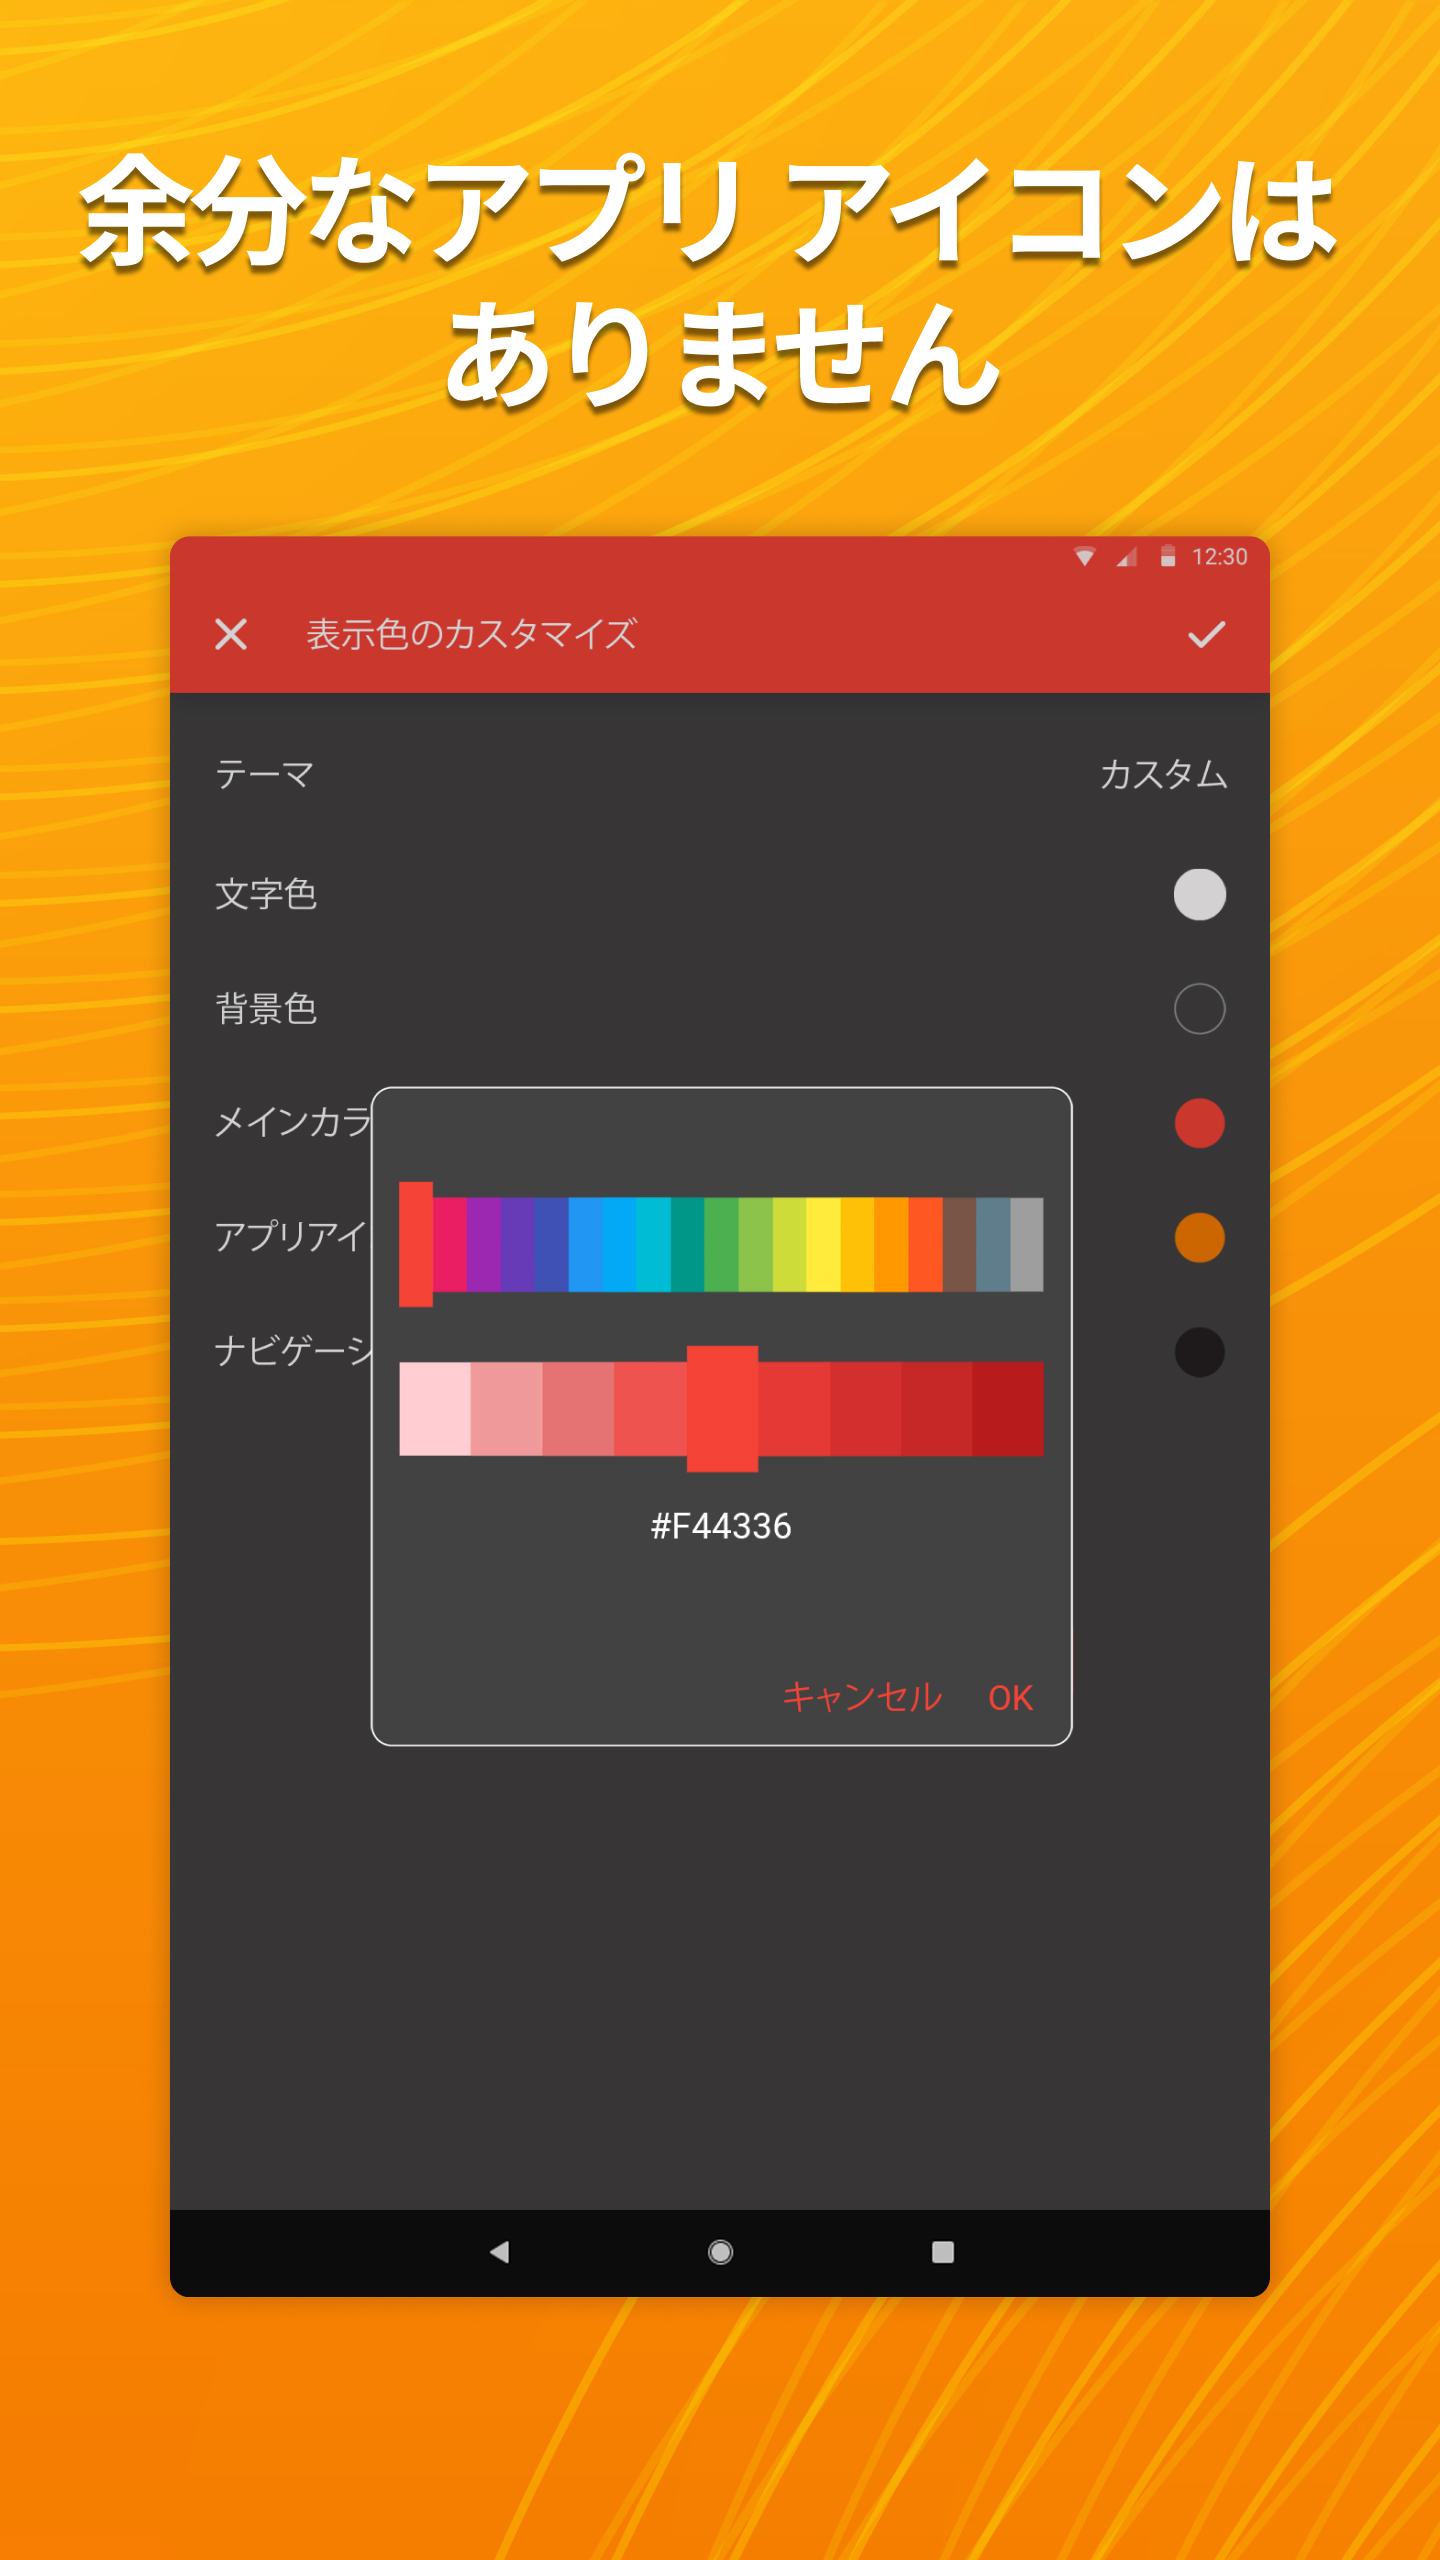 余分なアプリ アイコンは
ありません
12:30
表示色のカスタマイズ
テーマ カスタム
文字色
背景色
メインカラ
アプリアイ
ナビゲーシ
#F44336
キャンセル OK